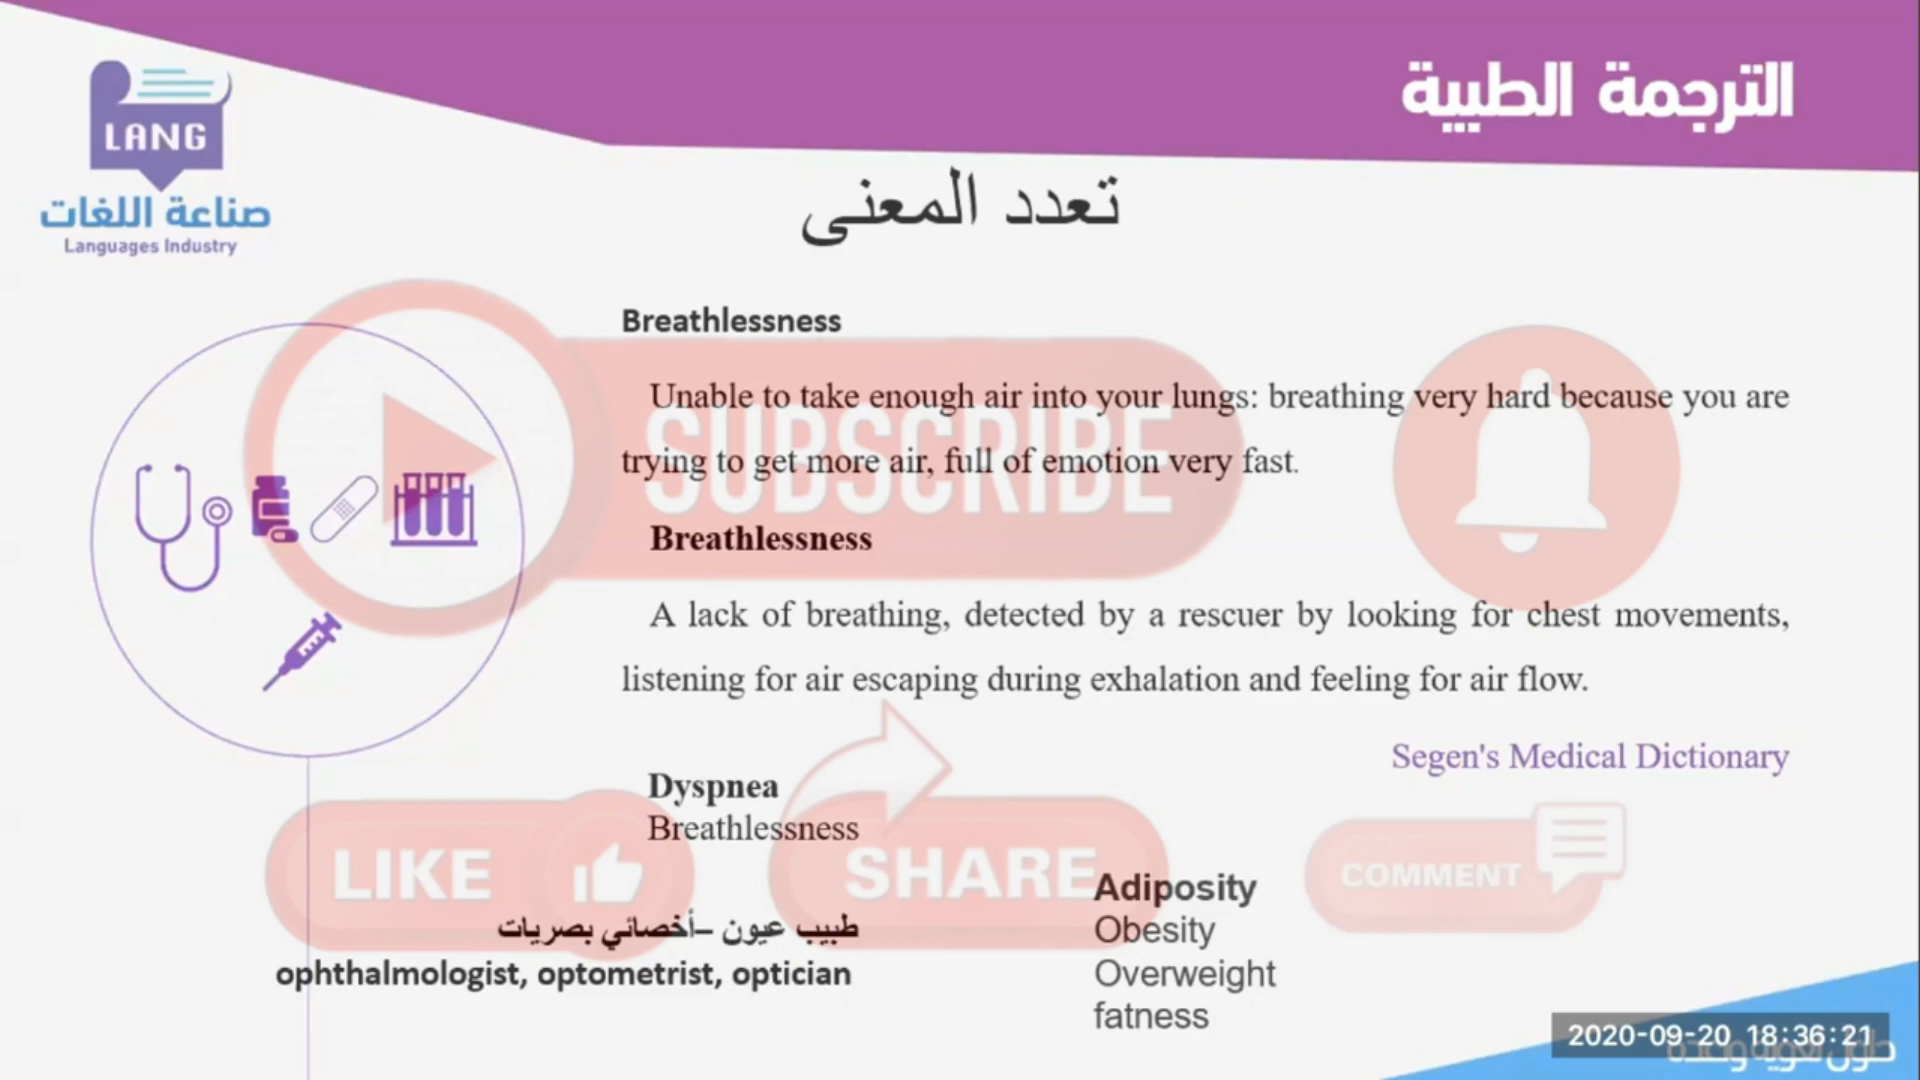 الترجمة الطبية
LANG
صناعة اللغات
Languages Industry
تعدد المعنى
Breathlessness
Unable to take enough air into your lungs: breathing very hard because you are
trying to get more air, full of emotion very fast.
SUBSCRIBE
Breathlessness
A lack of breathing, detected by a rescuer by looking for chest movements,
listening for air escaping during exhalation and feeling for air flow.
Segen's Medical Dictionary
Dyspnea
Breathlessness
LIKE
SHARE
COMMENT
Adiposity
Obesity
Overweight
fatness
طبيب عيون –أخصائي بصريات
ophthalmologist, optometrist, optician
2020-09-20 18:36:21